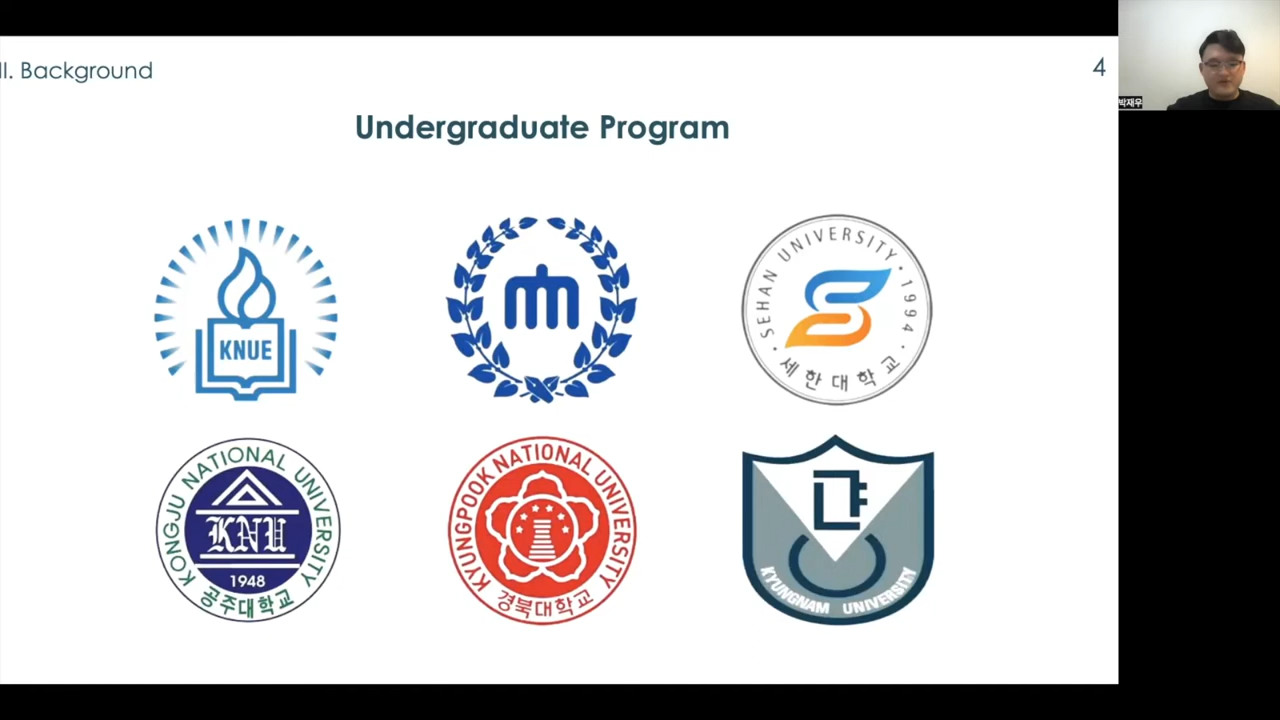 II. Background
4
박재우
Undergraduate Program
KNUE
SEHAN UNIVERSITY · 1994 ·
세한대학교
KONGJU NATIONAL UNIVERSITY
KNU
1948
공주대학교
KYUNGPOOK NATIONAL UNIVERSITY
경북대학교
KYUNGNAM UNIVERSITY